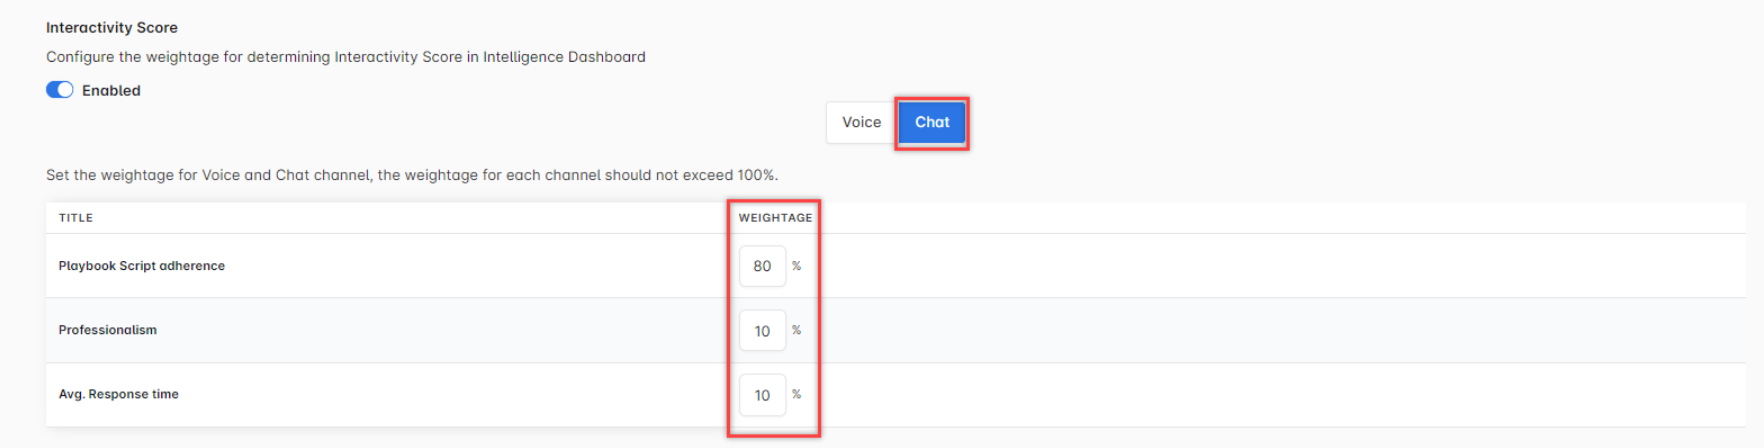 Interactivity Score
Configure the weightage for determining Interactivity Score in Intelligence Dashboard
Enabled
Voice Chat
Set the weightage for Voice and Chat channel, the weightage for each channel should not exceed 100%.
TITLE WEIGHTAGE
Playbook Script adherence 80 %
Professionalism 10 %
Avg. Response time 10 %